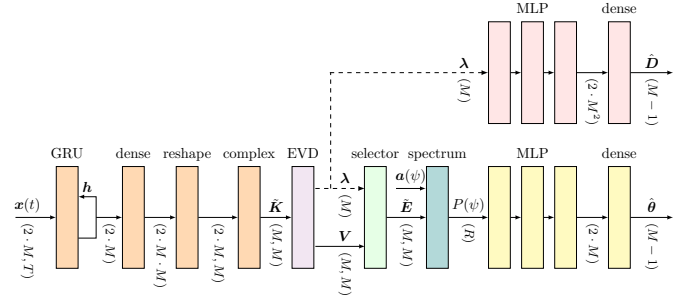 MLP dense
λ D̂
(M) (2 · M²) (M − 1)
GRU dense reshape complex EVD selector spectrum MLP dense
x(t) h K̃ λ a(ψ) Ẽ P(ψ) θ̂
(M)
V
(2 · M, T) (2 · M) (2 · M · M) (2 · M, M) (M, M) (M, M) (M, M) (R) (2 · M) (M − 1)